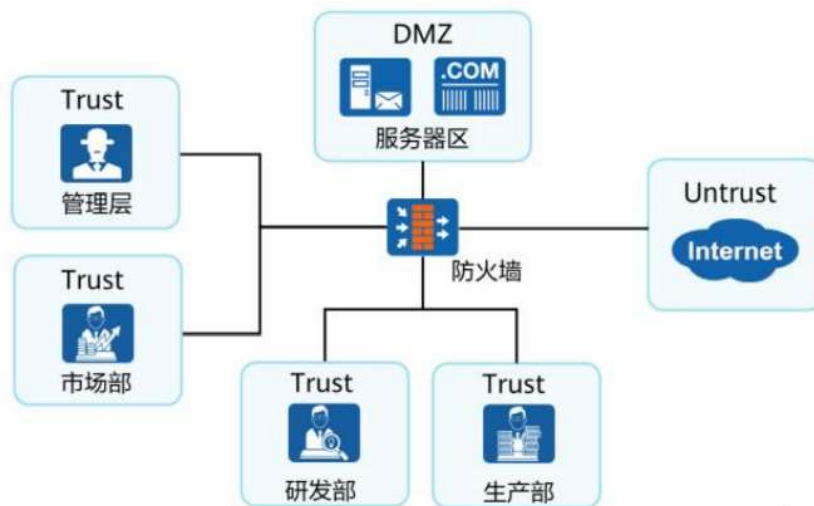 DMZ
.COM
服务器区
Trust
管理层
Trust
市场部
防火墙
Untrust
Internet
Trust
研发部
Trust
生产部